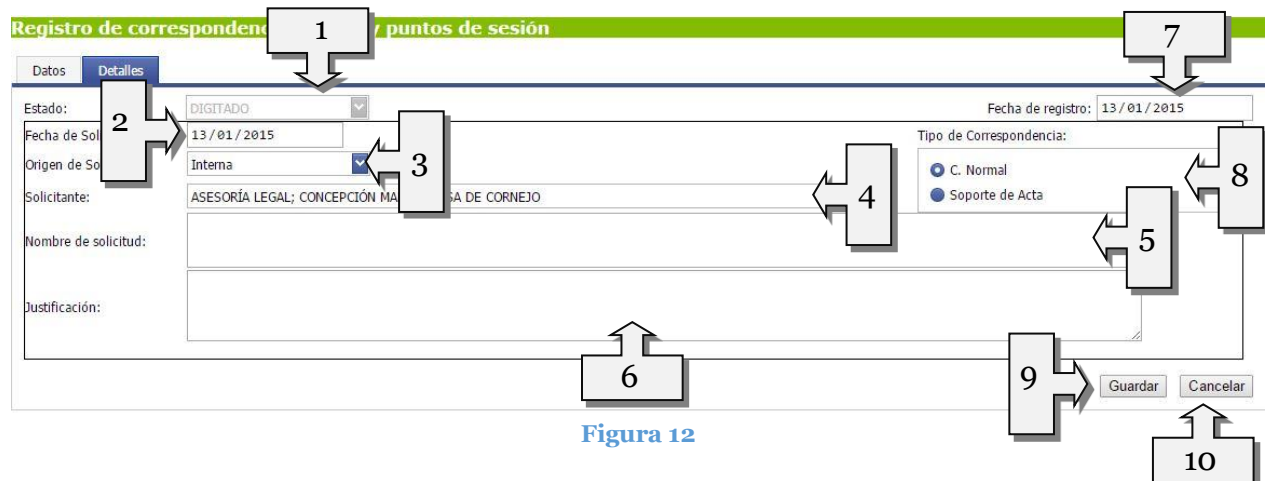 Registro de corresponden y puntos de sesión
1
7
Datos Detalles
Estado: DIGITADO Fecha de registro: 13/01/2015
2
Fecha de Sol 13/01/2015 Tipo de Correspondencia:
Origen de So Interna
3
C. Normal
8
Solicitante: ASESORÍA LEGAL; CONCEPCIÓN MA SA DE CORNEJO
4
Soporte de Acta
Nombre de solicitud:
5
Justificación:
6
9
Guardar Cancelar
Figura 12
10